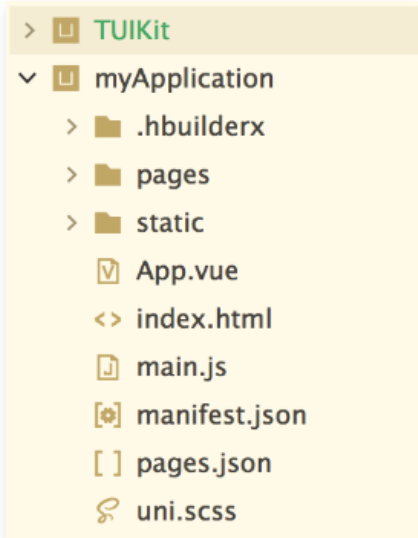 TUIKit
myApplication
.hbuilderx
pages
static
App.vue
index.html
main.js
manifest.json
pages.json
uni.scss